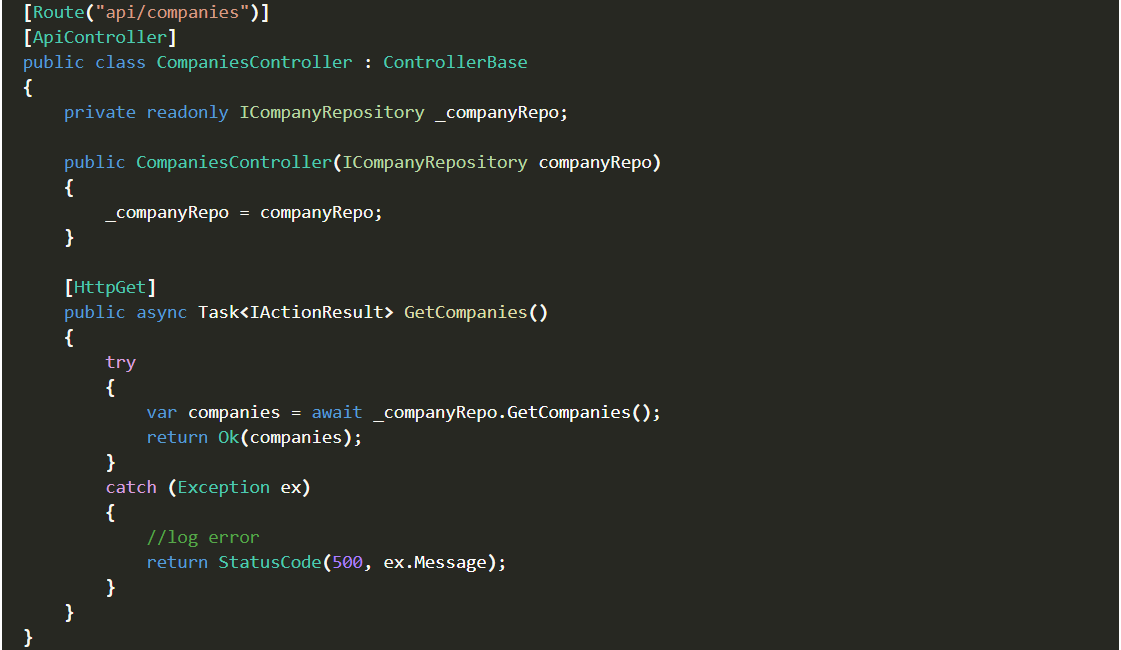 [Route("api/companies")]
[ApiController]
public class CompaniesController : ControllerBase
{
    private readonly ICompanyRepository _companyRepo;

    public CompaniesController(ICompanyRepository companyRepo)
    {
        _companyRepo = companyRepo;
    }

    [HttpGet]
    public async Task<IActionResult> GetCompanies()
    {
        try
        {
            var companies = await _companyRepo.GetCompanies();
            return Ok(companies);
        }
        catch (Exception ex)
        {
            //log error
            return StatusCode(500, ex.Message);
        }
    }
}